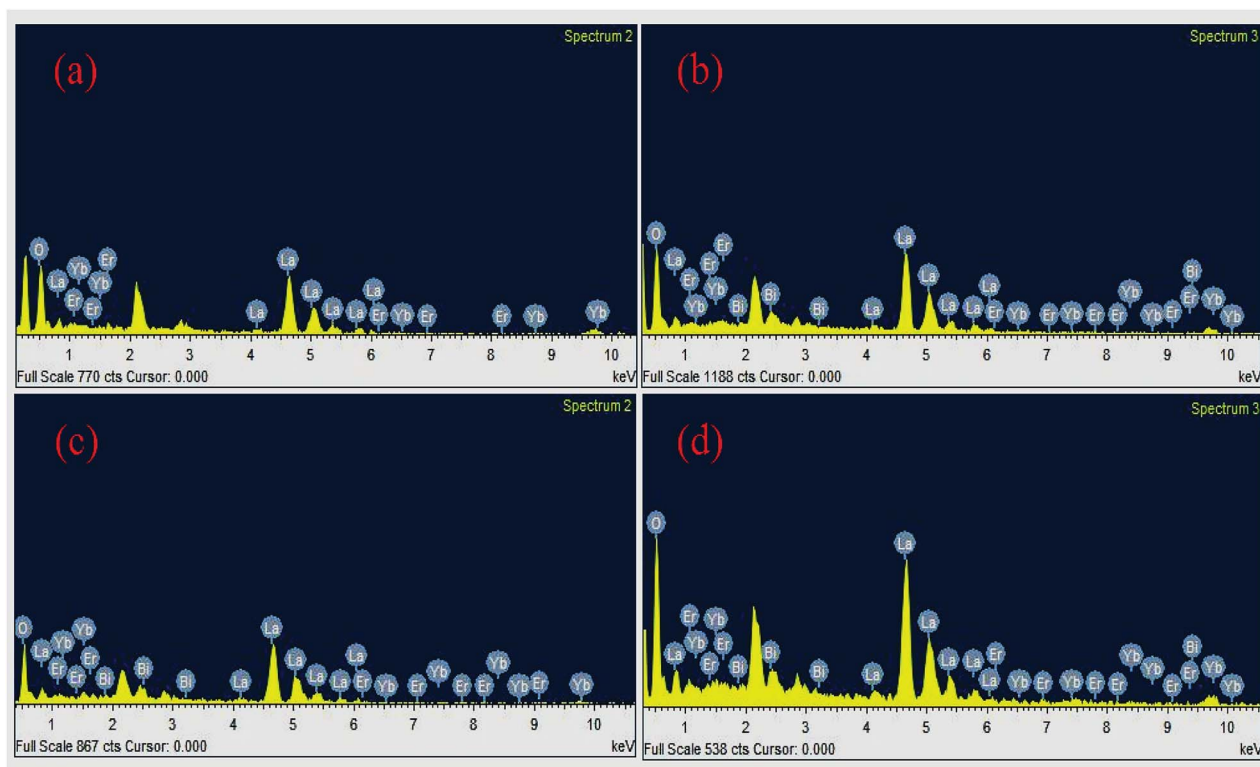 Spectrum 2
(a)
O
La
Er
Yb
Er
Yb
Er
La
La
La
La
La
La
Er
Yb
Er
Er
Yb
Yb
1 2 3 4 5 6 7 8 9 10
Full Scale 770 cts Cursor: 0.000 keV
Spectrum 3
(b)
O
La
Er
Yb
Er
Yb
Er
Bi
Bi
Bi
La
La
La
La
La
La
Er
Yb
Er
Yb
Er
Er
Yb
Yb
Er
Bi
Er
Yb
Yb
1 2 3 4 5 6 7 8 9 10
Full Scale 1188 cts Cursor: 0.000 keV
Spectrum 2
(c)
O
La
Er
Yb
Er
Yb
Er
Bi
Bi
Bi
La
La
La
La
La
La
Er
Yb
Er
Yb
Er
Er
Yb
Yb
Er
Yb
1 2 3 4 5 6 7 8 9 10
Full Scale 867 cts Cursor: 0.000 keV
Spectrum 3
(d)
O
La
Er
Yb
Er
Yb
Er
Bi
Bi
Bi
La
La
La
La
La
Er
La
Yb
Er
Yb
Er
Er
Yb
Yb
Er
Bi
Er
Yb
Yb
1 2 3 4 5 6 7 8 9 10
Full Scale 538 cts Cursor: 0.000 keV